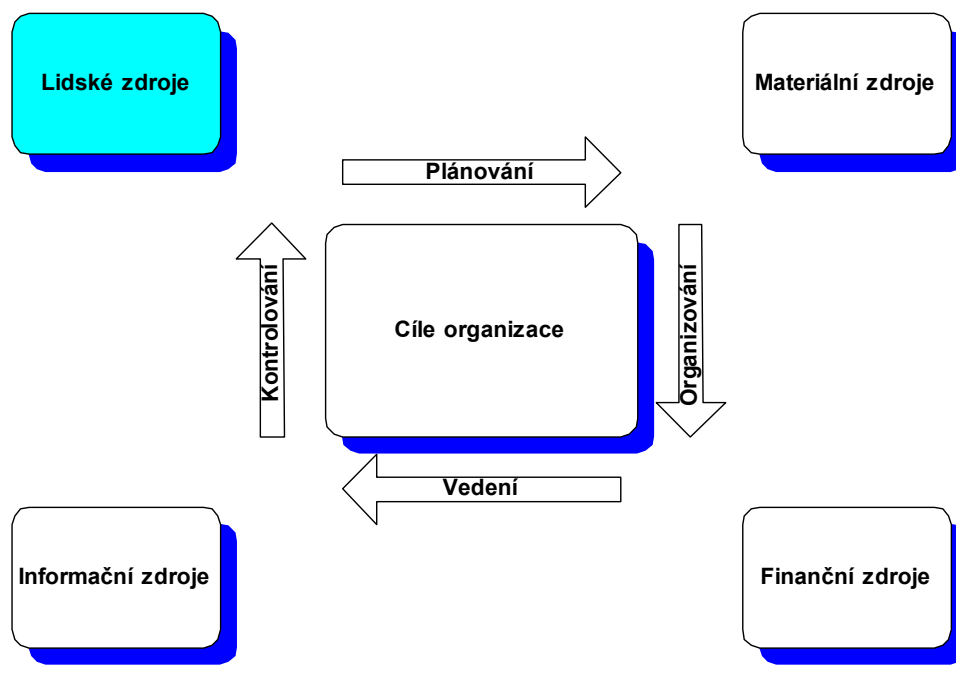 Lidské zdroje
Materiální zdroje
Plánování
Kontrolování
Cíle organizace
Organizování
Vedení
Informační zdroje
Finanční zdroje